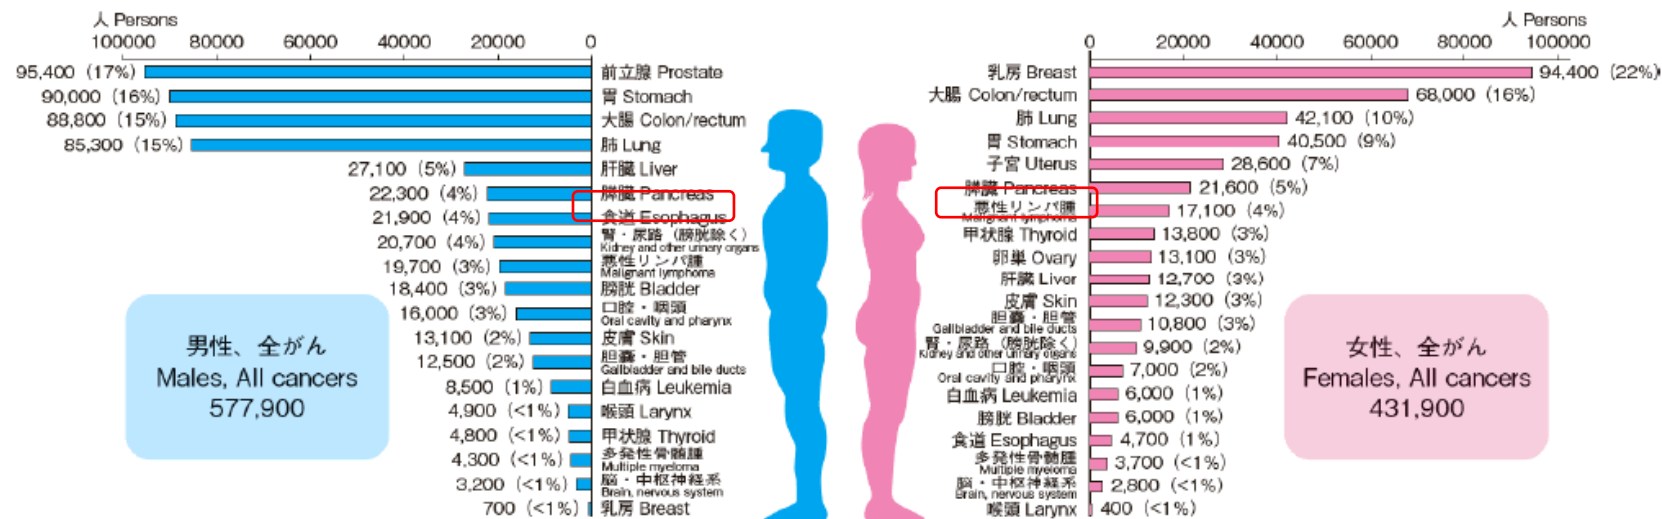 人 Persons
100000 80000 60000 40000 20000 0
95,400 (17%) 前立腺 Prostate
90,000 (16%) 胃 Stomach
88,800 (15%) 大腸 Colon/rectum
85,300 (15%) 肺 Lung
27,100 (5%) 肝臓 Liver
22,300 (4%) 膵臓 Pancreas
21,900 (4%) 食道 Esophagus
20,700 (4%) 腎・尿路（膀胱除く）
Kidney and other urinary organs
19,700 (3%) 悪性リンパ腫
Malignant lymphoma
18,400 (3%) 膀胱 Bladder
16,000 (3%) 口腔・咽頭
Oral cavity and pharynx
13,100 (2%) 皮膚 Skin
12,500 (2%) 胆嚢・胆管
Gallbladder and bile ducts
8,500 (1%) 白血病 Leukemia
4,900 (<1%) 喉頭 Larynx
4,800 (<1%) 甲状腺 Thyroid
4,300 (<1%) 多発性骨髄腫
Multiple myeloma
3,200 (<1%) 脳・中枢神経系
Brain, nervous system
700 (<1%) 乳房 Breast
男性、全がん
Males, All cancers
577,900
人 Persons
0 20000 40000 60000 80000 100000
乳房 Breast 94,400 (22%)
大腸 Colon/rectum 68,000 (16%)
肺 Lung 42,100 (10%)
胃 Stomach 40,500 (9%)
子宮 Uterus 28,600 (7%)
膵臓 Pancreas 21,600 (5%)
悪性リンパ腫 17,100 (4%)
Malignant lymphoma
甲状腺 Thyroid 13,800 (3%)
卵巣 Ovary 13,100 (3%)
肝臓 Liver 12,700 (3%)
皮膚 Skin 12,300 (3%)
胆嚢・胆管 10,800 (3%)
Gallbladder and bile ducts
腎・尿路（膀胱除く） 9,900 (2%)
Kidney and other urinary organs
口腔・咽頭 7,000 (2%)
Oral cavity and pharynx
白血病 Leukemia 6,000 (1%)
膀胱 Bladder 6,000 (1%)
食道 Esophagus 4,700 (1%)
多発性骨髄腫 3,700 (<1%)
Multiple myeloma
脳・中枢神経系 2,800 (<1%)
Brain, nervous system
喉頭 Larynx 400 (<1%)
女性、全がん
Females, All cancers
431,900